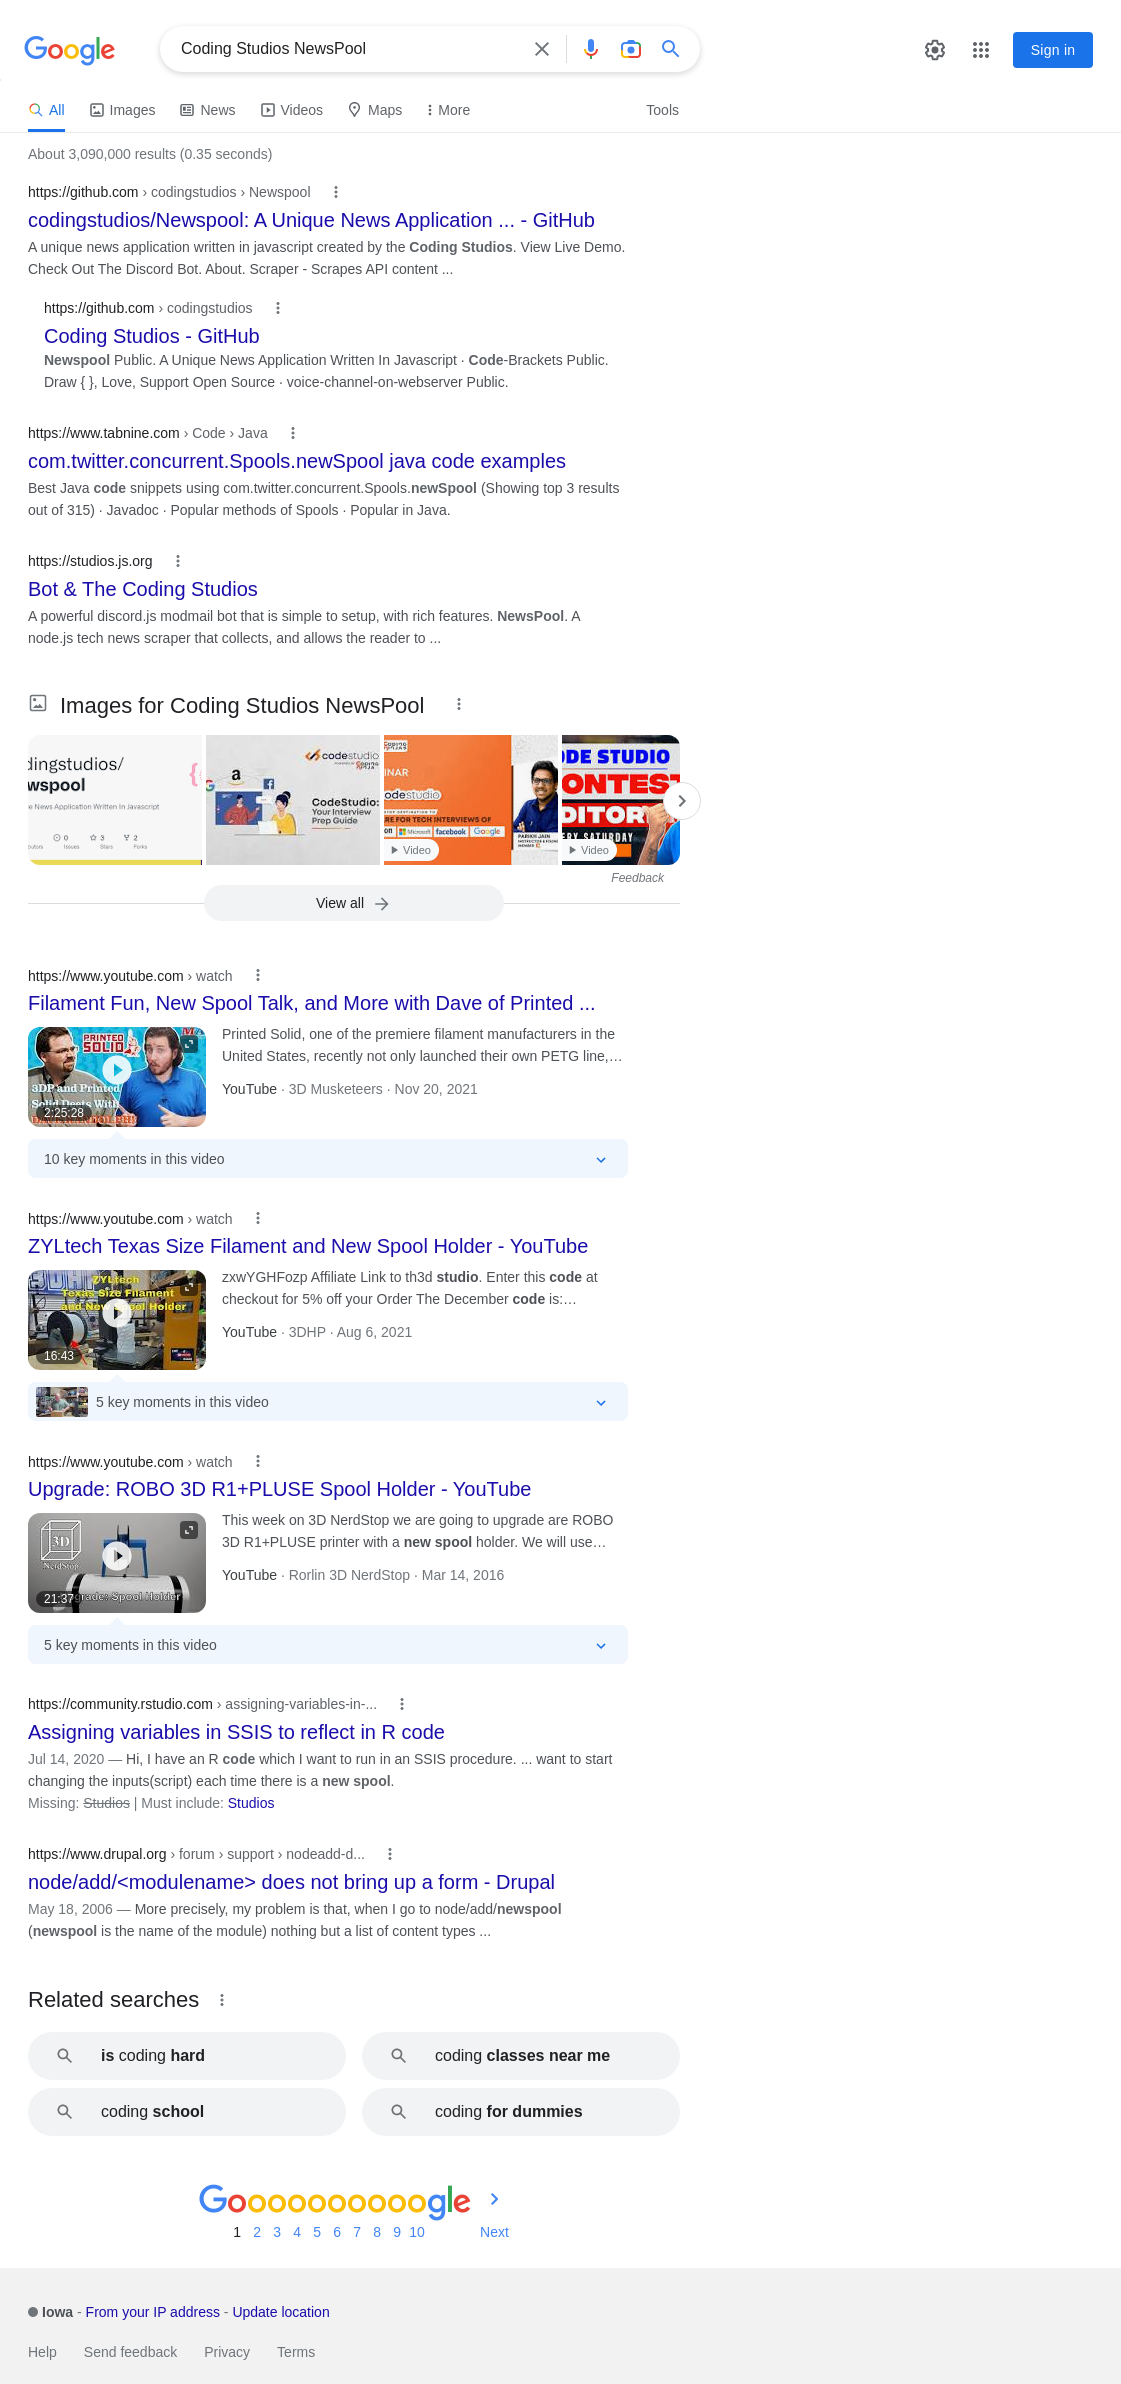 Google
Coding Studios NewsPool
Sign in
All
Images
News
Videos
Maps
More
Tools
About 3,090,000 results (0.35 seconds)
https://github.com › codingstudios › Newspool
codingstudios/Newspool: A Unique News Application ... - GitHub
A unique news application written in javascript created by the Coding Studios. View Live Demo.
Check Out The Discord Bot. About. Scraper - Scrapes API content ...
https://github.com › codingstudios
Coding Studios - GitHub
Newspool Public. A Unique News Application Written In Javascript · Code-Brackets Public.
Draw { }, Love, Support Open Source · voice-channel-on-webserver Public.
https://www.tabnine.com › Code › Java
com.twitter.concurrent.Spools.newSpool java code examples
Best Java code snippets using com.twitter.concurrent.Spools.newSpool (Showing top 3 results
out of 315) · Javadoc · Popular methods of Spools · Popular in Java.
https://studios.js.org
Bot & The Coding Studios
A powerful discord.js modmail bot that is simple to setup, with rich features. NewsPool. A
node.js tech news scraper that collects, and allows the reader to ...
Images for Coding Studios NewsPool
dingstudios/
wspool
e News Application Written In Javascript
0
3
2
Issues
Stars
Forks
codestudio
a
G
CodeStudio:
Your Interview
Prep Guide
CODING
NINJAS
INAR
odestudio
RE FOR TECH INTERVIEWS OF
on
Microsoft
facebook
Google
PARIKH JAIN
Video
ODE STUDIO
ONTEST
DITOR
ERY SATURDAY
Video
Feedback
View all
https://www.youtube.com › watch
Filament Fun, New Spool Talk, and More with Dave of Printed ...
PRINTED
SOLID
3DP and Printed
Solid Deets With
2:25:28
Printed Solid, one of the premiere filament manufacturers in the
United States, recently not only launched their own PETG line,...
YouTube · 3D Musketeers · Nov 20, 2021
10 key moments in this video
https://www.youtube.com › watch
ZYLtech Texas Size Filament and New Spool Holder - YouTube
3DHP
ZYLtech
Texas Size Filament
and New Spool Holder
16:43
zxwYGHFozp Affiliate Link to th3d studio. Enter this code at
checkout for 5% off your Order The December code is:...
YouTube · 3DHP · Aug 6, 2021
5 key moments in this video
https://www.youtube.com › watch
Upgrade: ROBO 3D R1+PLUSE Spool Holder - YouTube
3D
NerdStop
21:37
grade: Spool Holder
This week on 3D NerdStop we are going to upgrade are ROBO
3D R1+PLUSE printer with a new spool holder. We will use...
YouTube · Rorlin 3D NerdStop · Mar 14, 2016
5 key moments in this video
https://community.rstudio.com › assigning-variables-in-...
Assigning variables in SSIS to reflect in R code
Jul 14, 2020 — Hi, I have an R code which I want to run in an SSIS procedure. ... want to start
changing the inputs(script) each time there is a new spool.
Missing: Studios | Must include: Studios
https://www.drupal.org › forum › support › nodeadd-d...
node/add/<modulename> does not bring up a form - Drupal
May 18, 2006 — More precisely, my problem is that, when I go to node/add/newspool
(newspool is the name of the module) nothing but a list of content types ...
Related searches
is coding hard
coding classes near me
coding school
coding for dummies
Goooooooooogle
1 2 3 4 5 6 7 8 9 10 Next
Iowa - From your IP address - Update location
Help Send feedback Privacy Terms